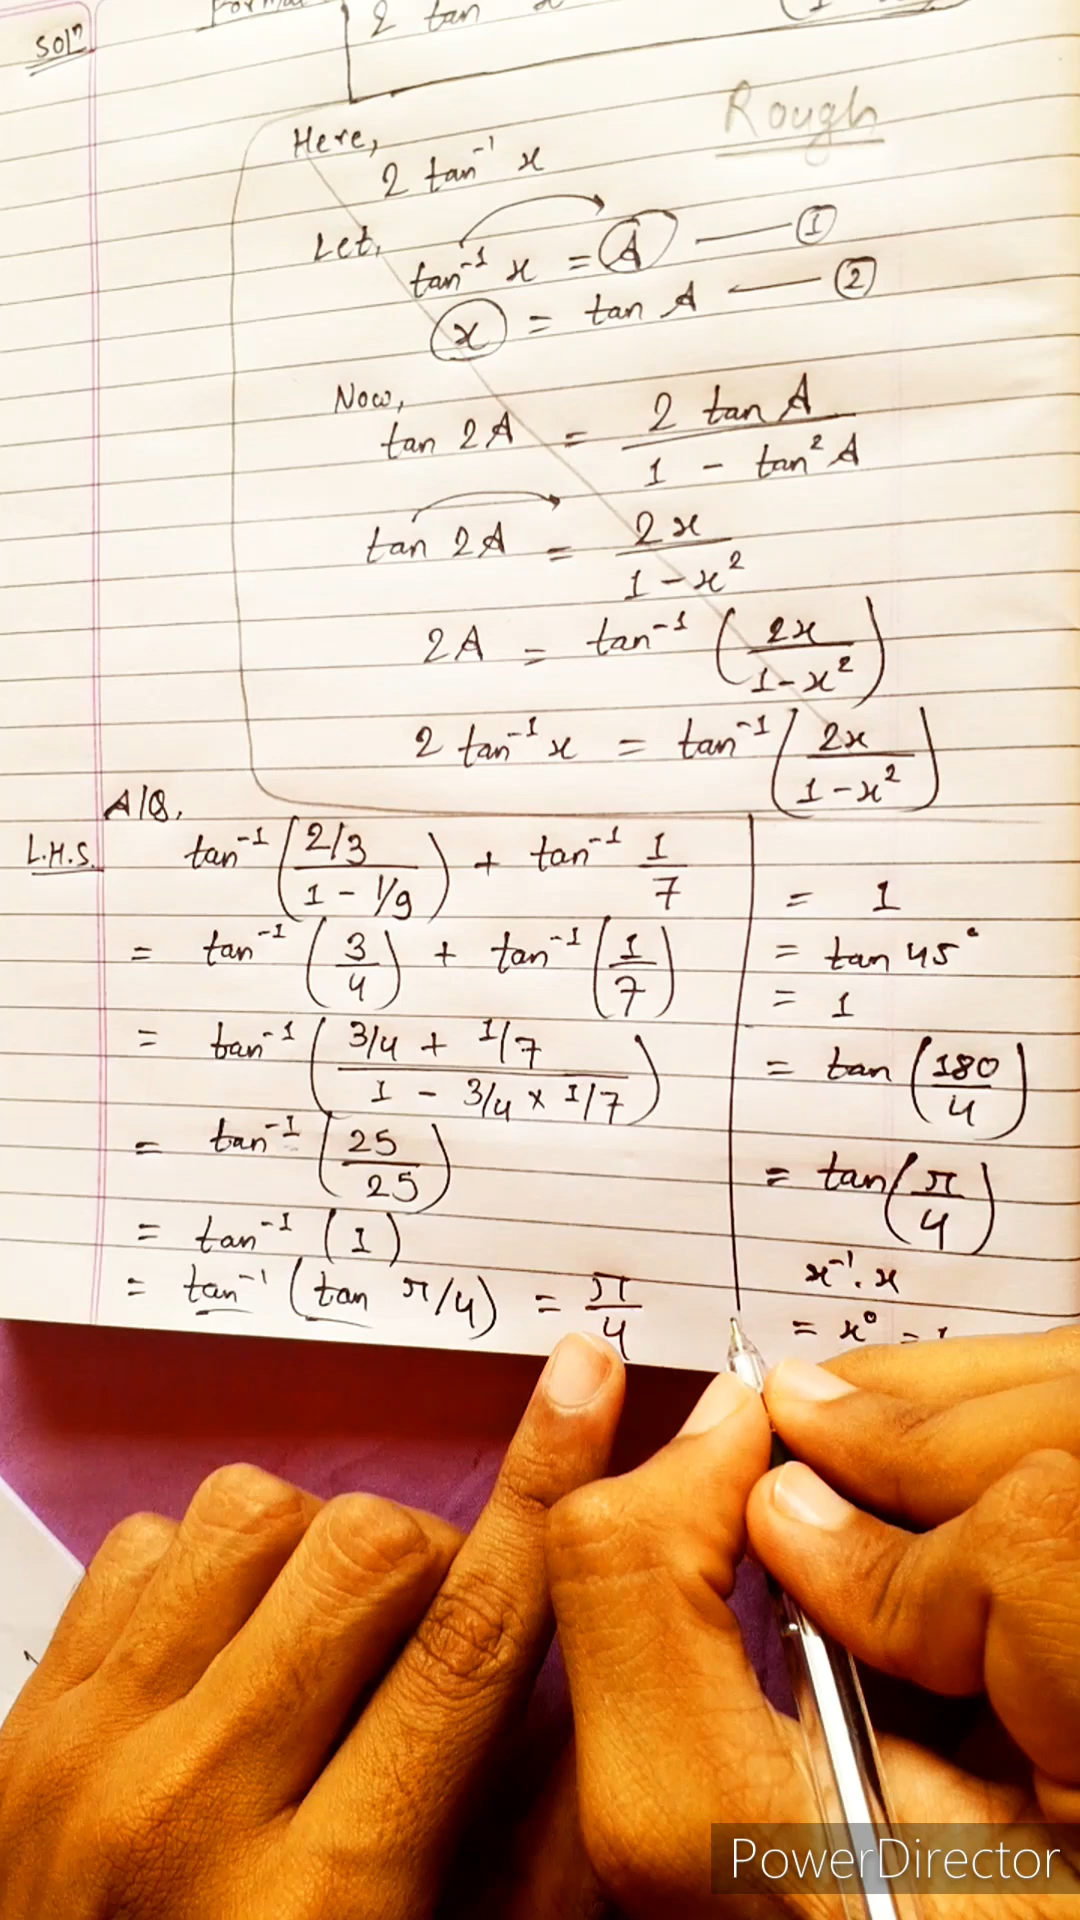 Solⁿ
2 tan
Rough
Here,
2 tan⁻¹ x
Let,
tan⁻¹ x = A — ①
x = tan A — ②
Now,
tan 2A = 2 tan A / 1 - tan² A
tan 2A = 2x / 1 - x²
2A = tan⁻¹ (2x / 1-x²)
2 tan⁻¹ x = tan⁻¹ (2x / 1-x²)
A/Q,
L.H.S. tan⁻¹ (2/3 / 1 - 1/9) + tan⁻¹ 1/7
= tan⁻¹ (3/4) + tan⁻¹ (1/7)
= tan⁻¹ (3/4 + 1/7 / 1 - 3/4 × 1/7)
= tan⁻¹ (25/25)
= tan⁻¹ (1)
= tan⁻¹ (tan π/4) = π/4
= 1
= tan 45°
= 1
= tan (180/4)
= tan (π/4)
x⁻¹ . x
= x⁰ = 1
PowerDirector